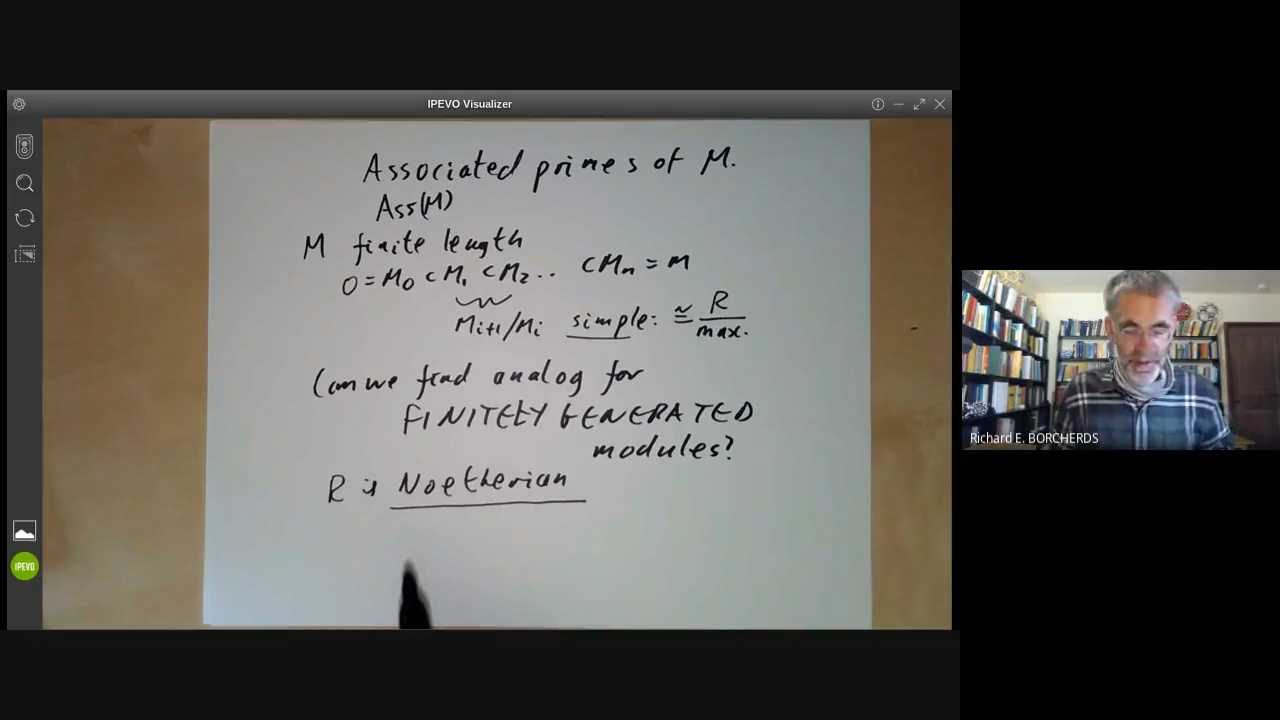 IPEVO Visualizer
Associated primes of M.
Ass(M)
M finite length
0 = M₀ ⊂ M₁ ⊂ M₂ .. ⊂ Mₙ = M
Mᵢ₊₁/Mᵢ simple: ≅ R/max.
Can we find analog for
FINITELY GENERATED
modules?
R is Noetherian
IPEVO
Richard E. BORCHERDS